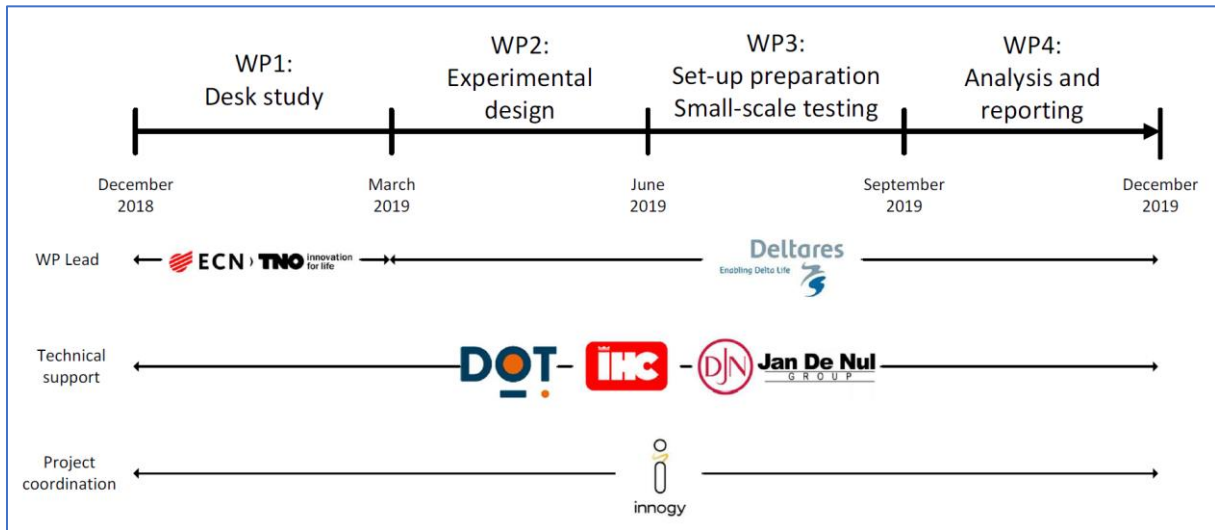 WP1:
Desk study
WP2:
Experimental
design
WP3:
Set-up preparation
Small-scale testing
WP4:
Analysis and
reporting
December
2018
March
2019
June
2019
September
2019
December
2019
WP Lead
ECN › TNO innovation
for life
Deltares
Enabling Delta Life
Technical
support
DOT
IHC
JDN
Jan De Nul
GROUP
Project
coordination
innogy